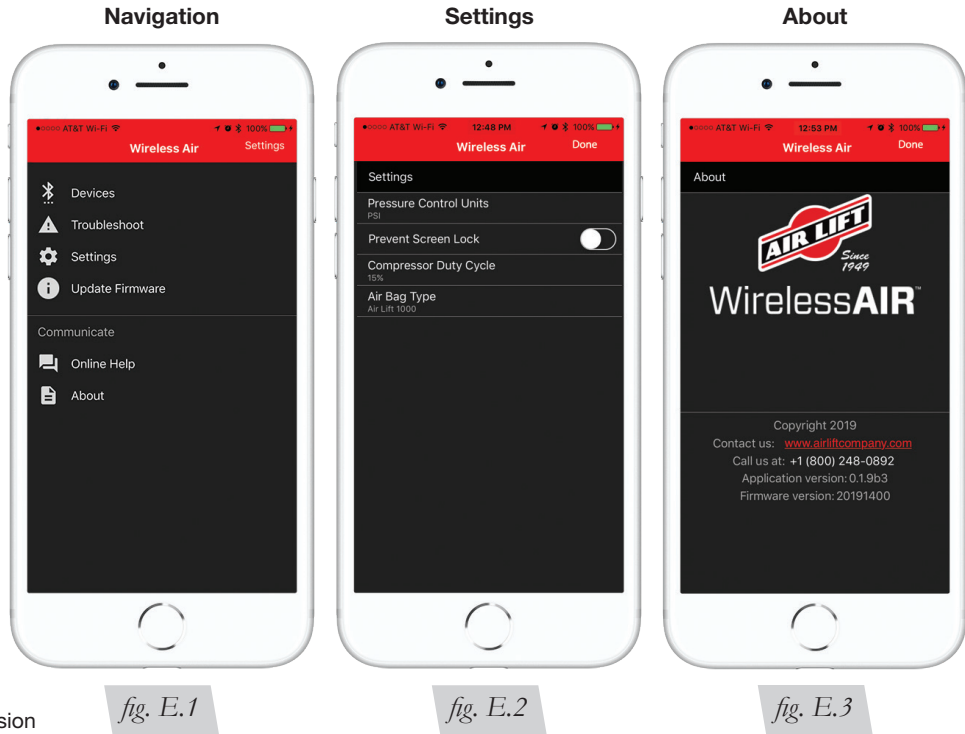 Navigation
AT&T Wi-Fi 100%
Wireless Air Settings
Devices
Troubleshoot
Settings
Update Firmware
Communicate
Online Help
About
fig. E.1
Settings
AT&T Wi-Fi 12:48 PM 100%
Wireless Air Done
Settings
Pressure Control Units
PSI
Prevent Screen Lock
Compressor Duty Cycle
15%
Air Bag Type
Air Lift 1000
fig. E.2
About
AT&T Wi-Fi 12:53 PM 100%
Wireless Air Done
About
AIR LIFT
Since
1949
WirelessAIR™
Copyright 2019
Contact us: www.airliftcompany.com
Call us at: +1 (800) 248-0892
Application version: 0.1.9b3
Firmware version: 20191400
fig. E.3
sion